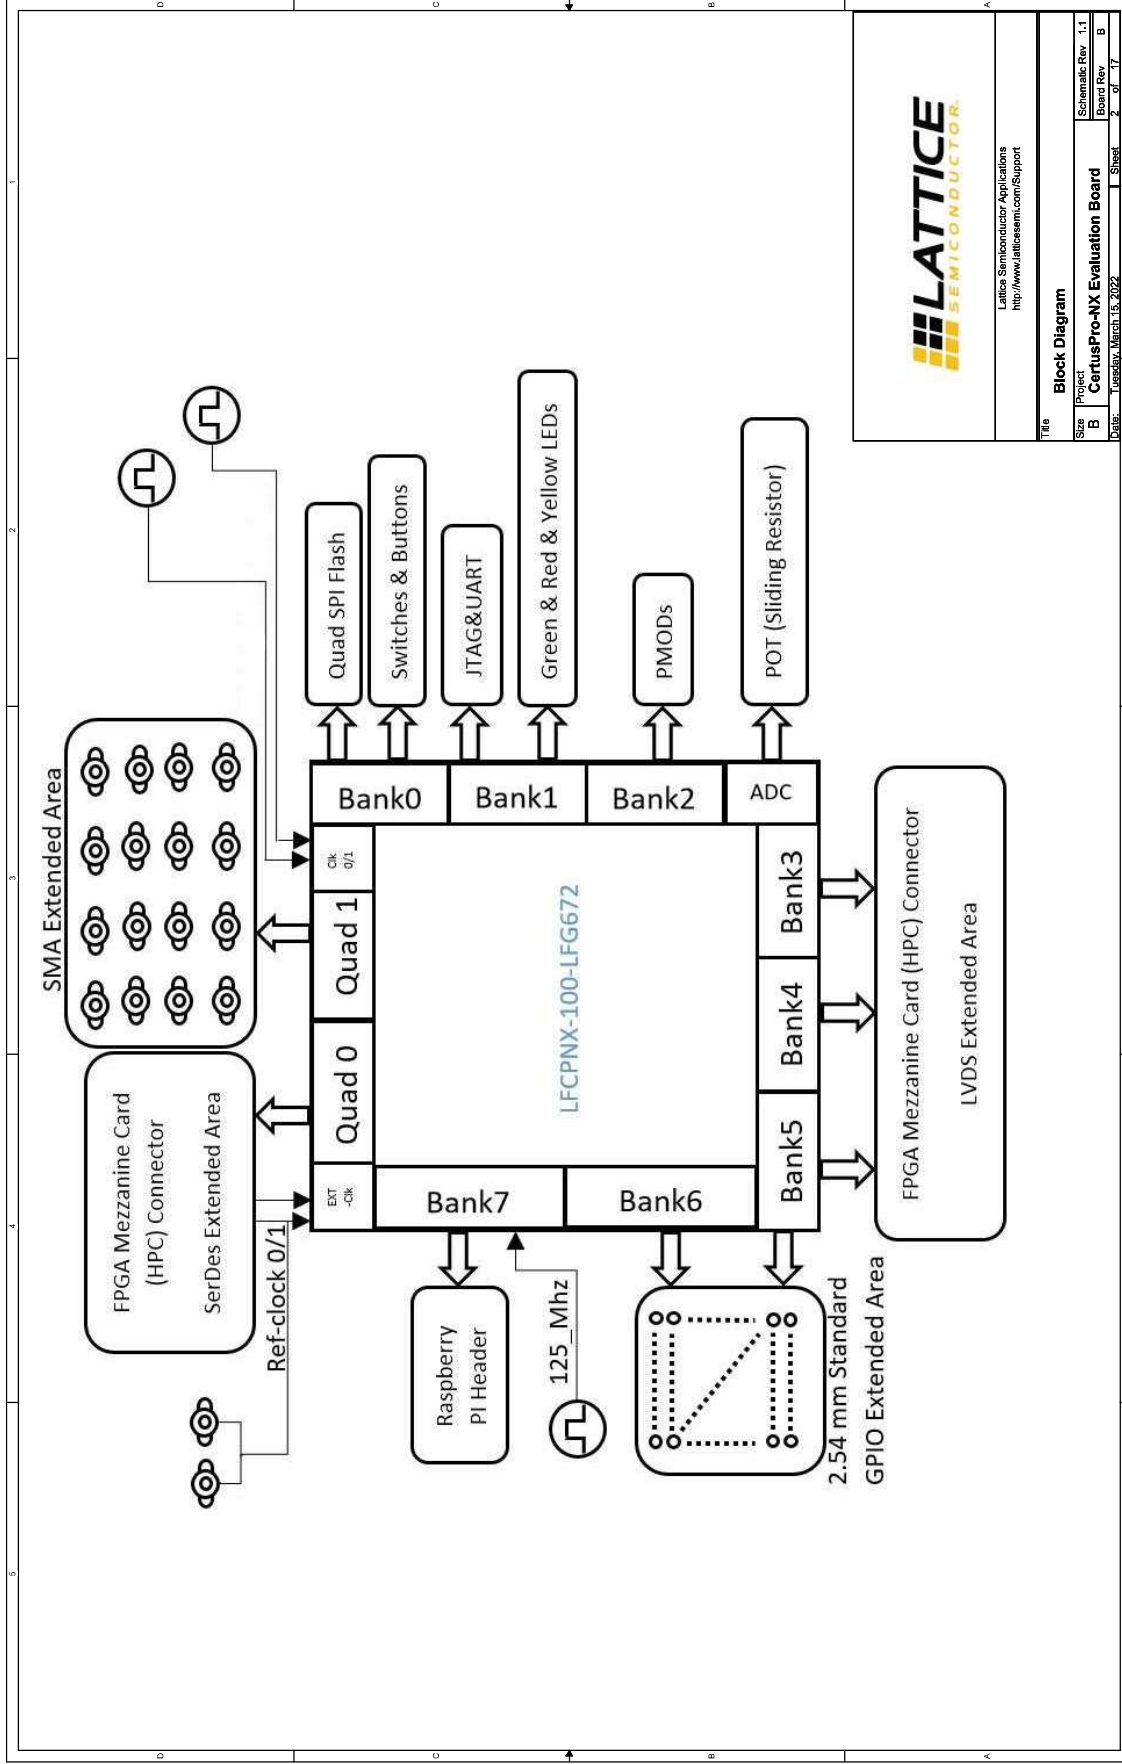 5
4
3
2
1
D
C
B
A
SMA Extended Area
FPGA Mezzanine Card
(HPC) Connector
SerDes Extended Area
Ref-clock 0/1
EXT
-Clk
Quad 0
Quad 1
Clk
0/1
Quad SPI Flash
Switches & Buttons
JTAG&UART
Green & Red & Yellow LEDs
PMODs
POT (Sliding Resistor)
Bank0
Bank1
Bank2
ADC
LFCPNX-100-LFG672
Bank7
Bank6
Raspberry
PI Header
125_Mhz
Bank5
Bank4
Bank3
2.54 mm Standard
GPIO Extended Area
FPGA Mezzanine Card (HPC) Connector
LVDS Extended Area
D
C
B
A
LATTICE
SEMICONDUCTOR.
Lattice Semiconductor Applications
http://www.latticesemi.com/Support
Title
Block Diagram
Size
B
Project
CertusPro-NX Evaluation Board
Schematic Rev 1.1
Board Rev B
Date: Tuesday, March 15, 2022
Sheet 2 of 17